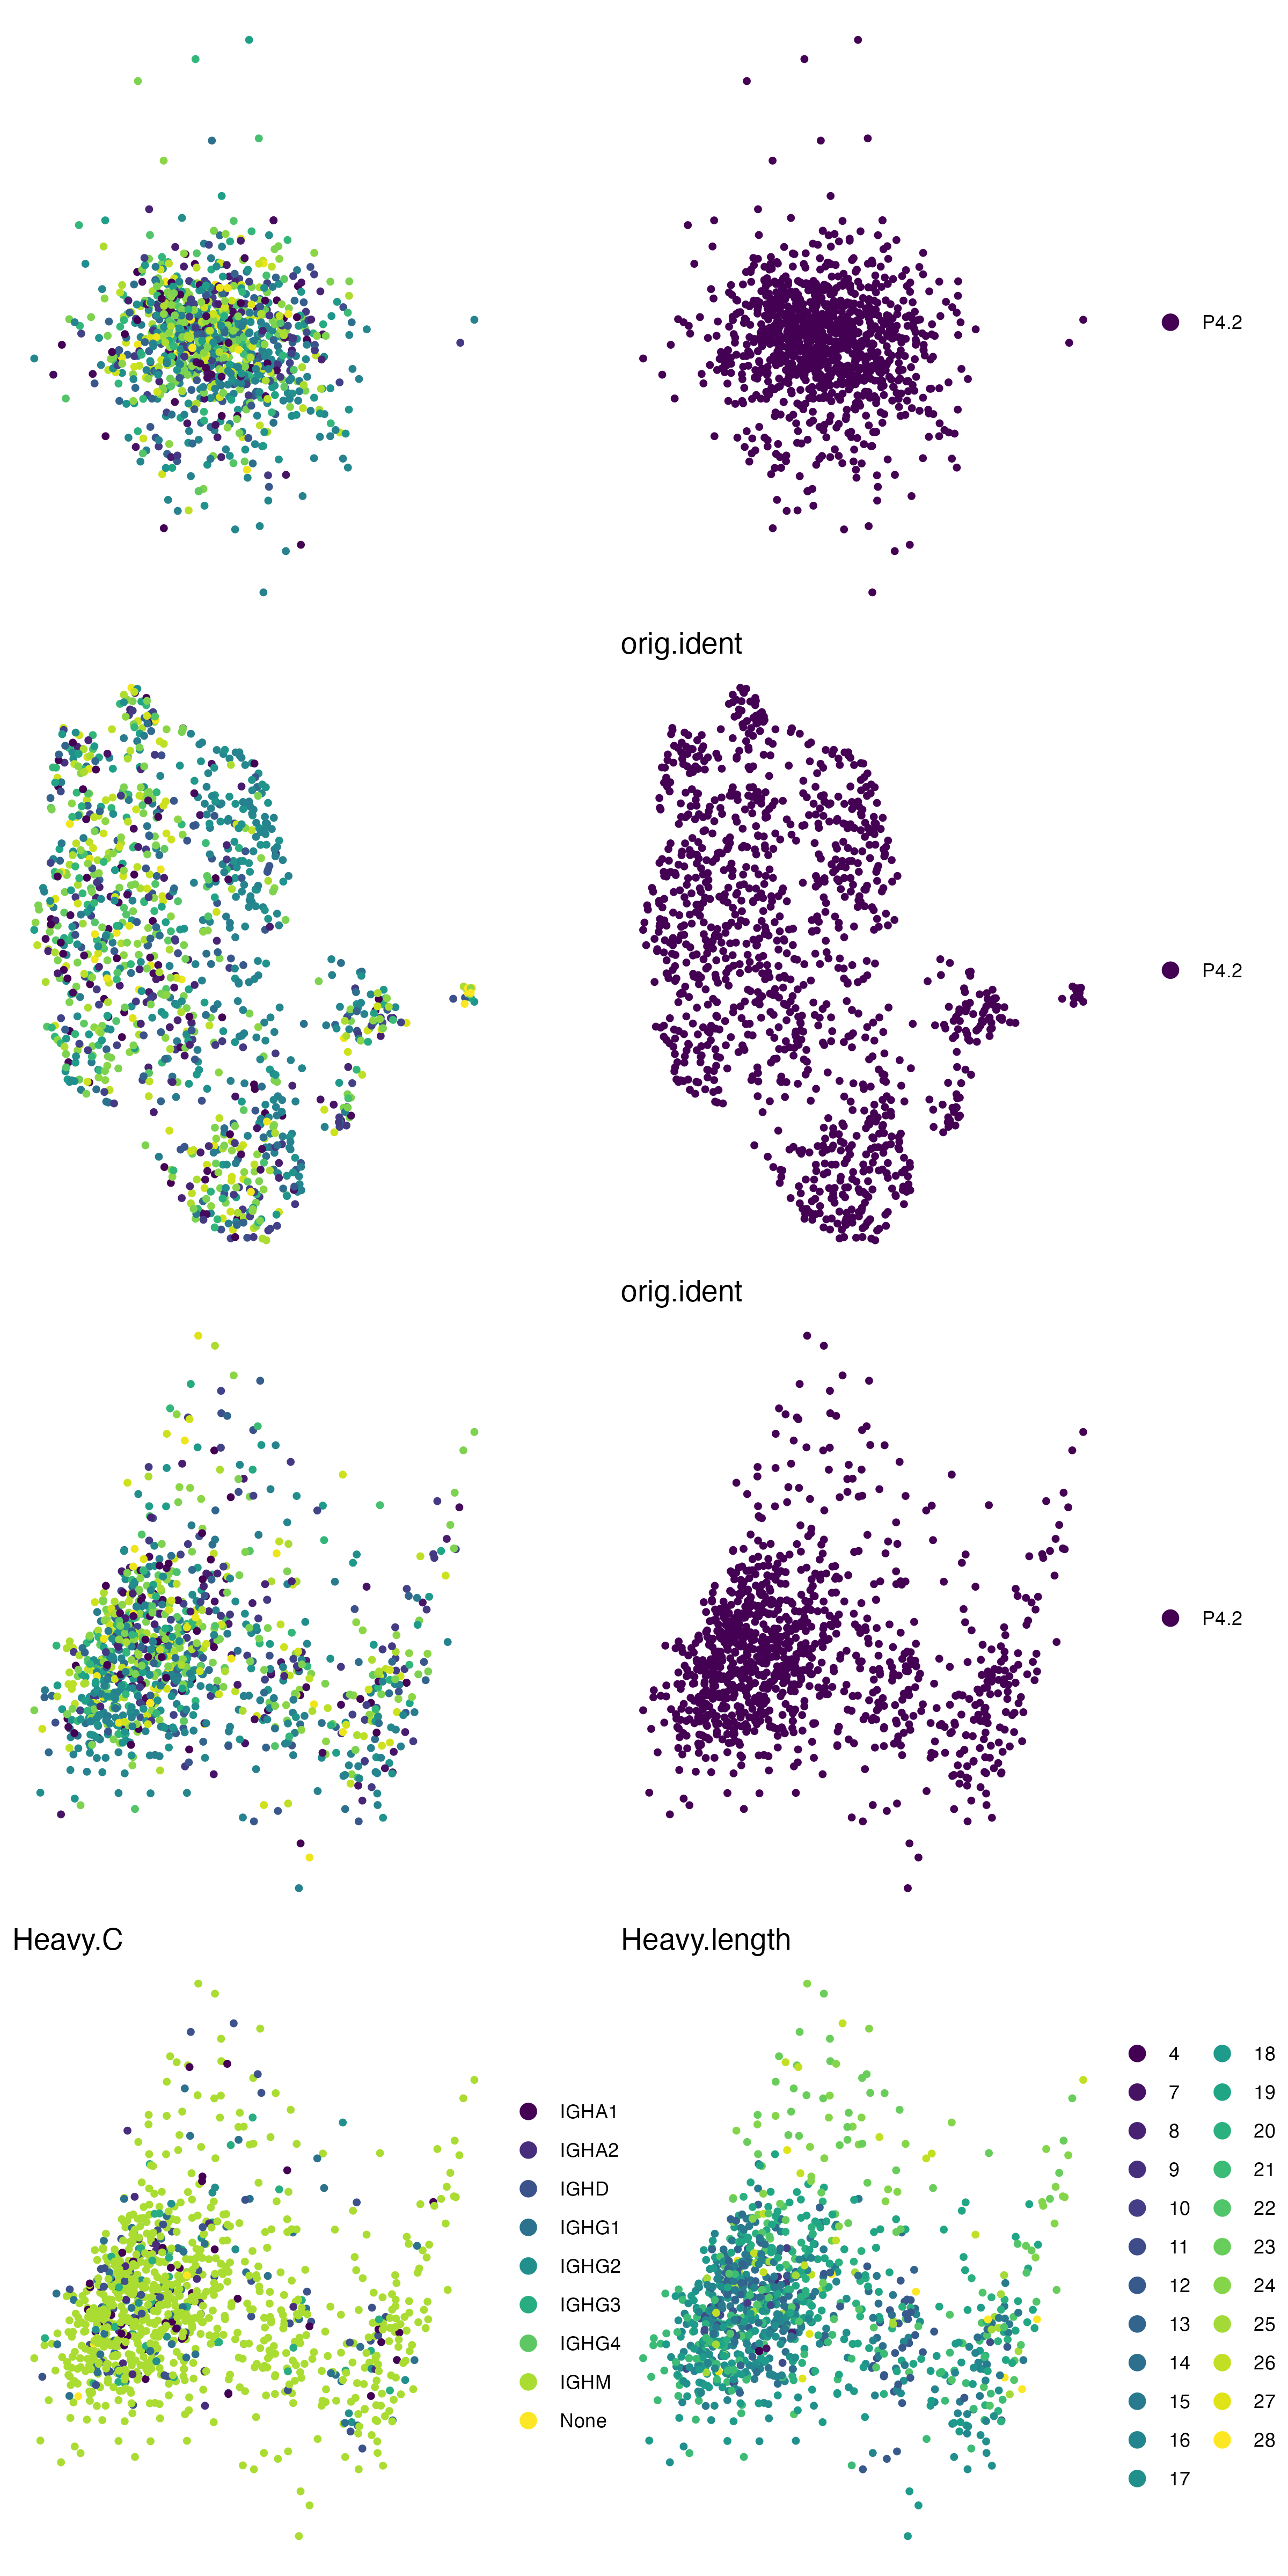 P4.2
orig.ident
P4.2
orig.ident
P4.2
Heavy.C
Heavy.length
IGHA1
IGHA2
IGHD
IGHG1
IGHG2
IGHG3
IGHG4
IGHM
None
4
7
8
9
10
11
12
13
14
15
16
17
18
19
20
21
22
23
24
25
26
27
28